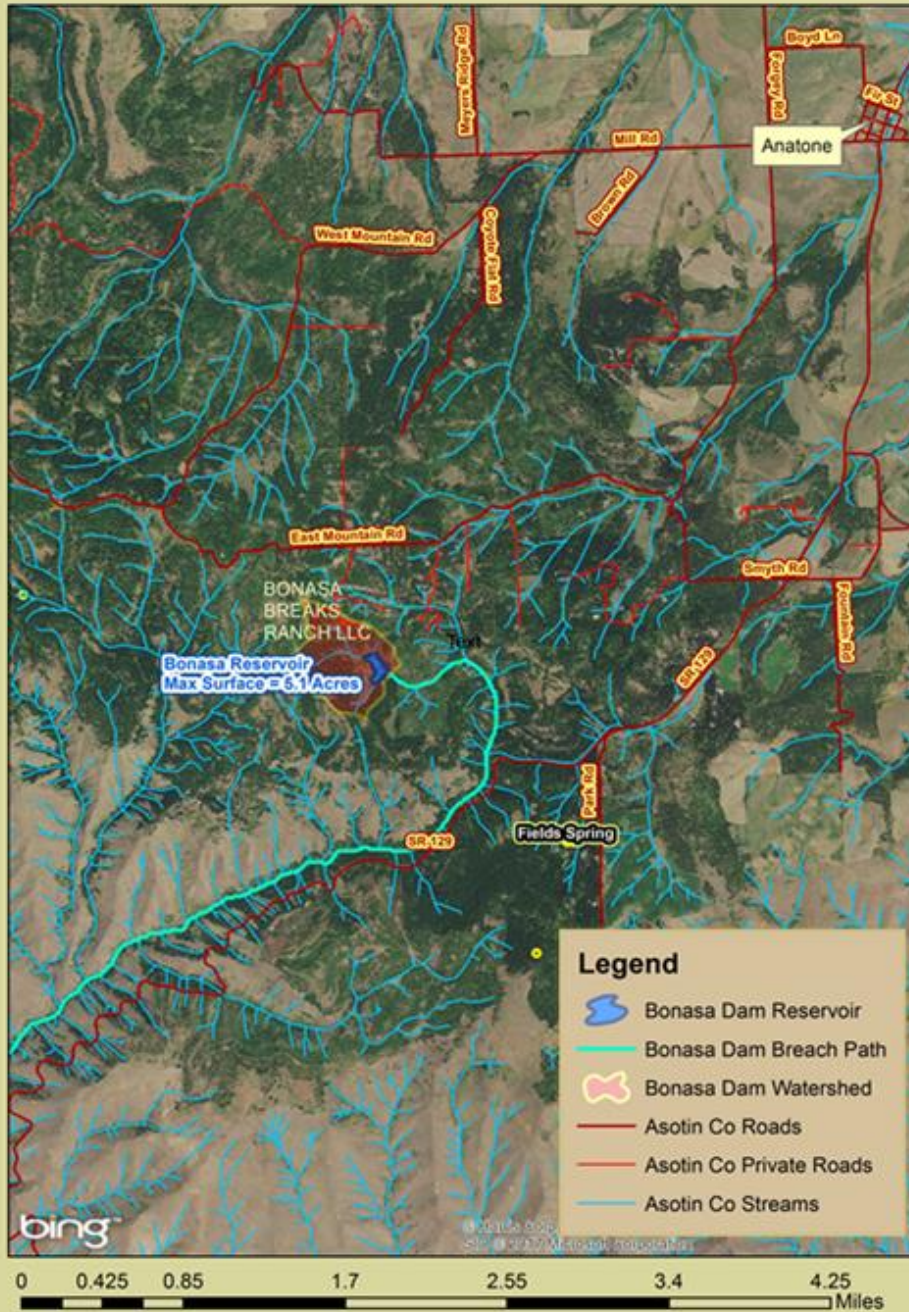 Boyd Ln
Meyers Ridge Rd
Forgey Rd
Fir St
Mill Rd
Anatone
Brown Rd
West Mountain Rd
Coyote Flat Rd
East Mountain Rd
Smyth Rd
BONASA
BREAKS
RANCH LLC
Fountain Rd
Text
Bonasa Reservoir
Max Surface = 5.1 Acres
SR-129
Park Rd
Fields Spring
SR-129
Legend
Bonasa Dam Reservoir
Bonasa Dam Breach Path
Bonasa Dam Watershed
Asotin Co Roads
Asotin Co Private Roads
Asotin Co Streams
bing
0 0.425 0.85 1.7 2.55 3.4 4.25
Miles